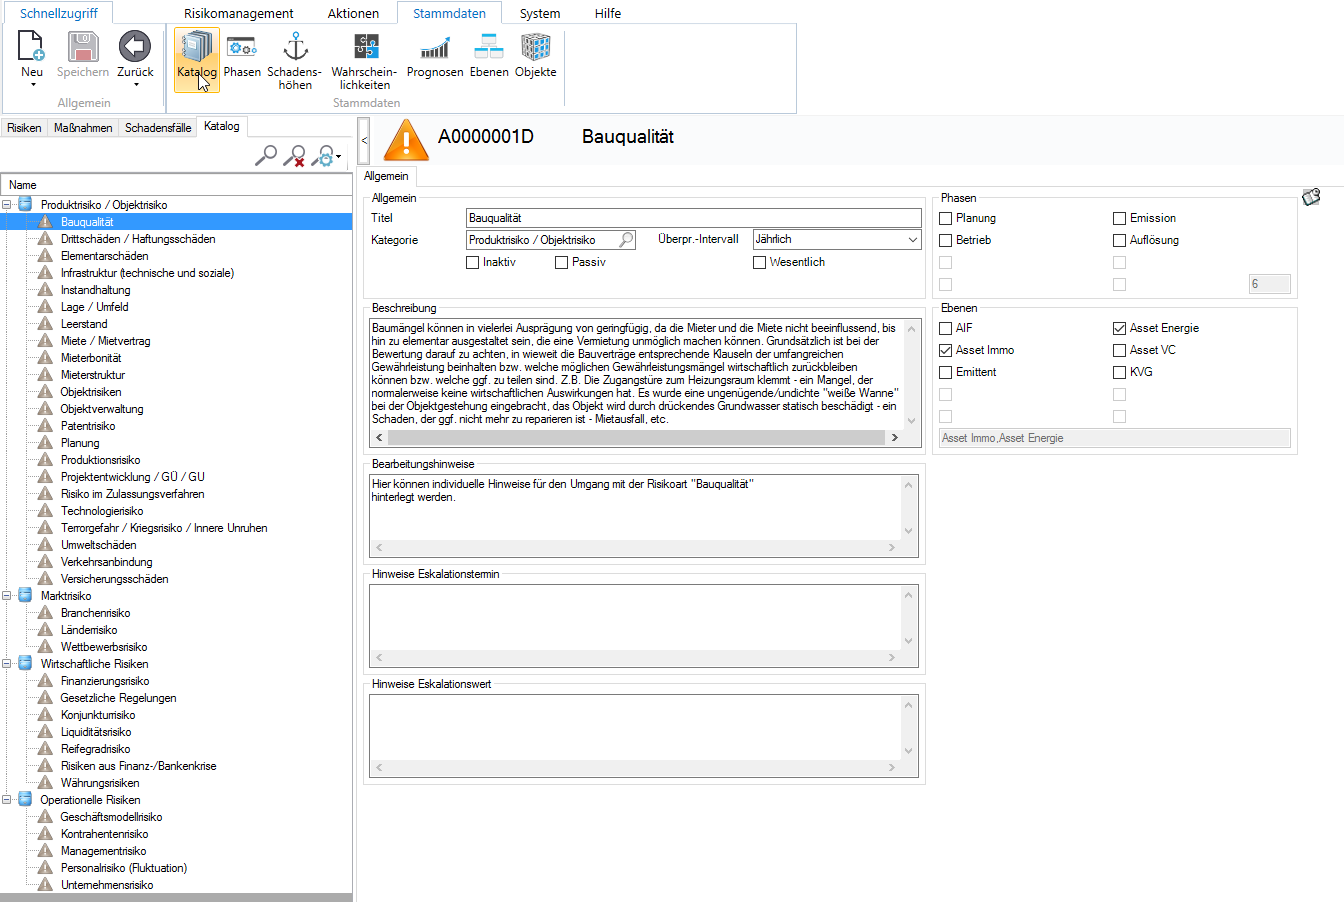 Schnellzugriff Risikomanagement Aktionen Stammdaten System Hilfe
Neu Speichern Zurück Katalog Phasen Schadens-höhen Wahrschein-lichkeiten Prognosen Ebenen Objekte
Allgemein Stammdaten
Risiken Maßnahmen Schadensfälle Katalog
Name
Produktrisiko / Objektrisiko
Bauqualität
Drittschäden / Haftungsschäden
Elementarschäden
Infrastruktur (technische und soziale)
Instandhaltung
Lage / Umfeld
Leerstand
Miete / Mietvertrag
Mieterbonität
Mieterstruktur
Objektrisiken
Objektverwaltung
Patentrisiko
Planung
Produktionsrisiko
Projektentwicklung / GÜ / GU
Risiko im Zulassungsverfahren
Technologierisiko
Terrorgefahr / Kriegsrisiko / Innere Unruhen
Umweltschäden
Verkehrsanbindung
Versicherungsschäden
Marktrisiko
Branchenrisiko
Länderrisiko
Wettbewerbsrisiko
Wirtschaftliche Risiken
Finanzierungsrisiko
Gesetzliche Regelungen
Konjunkturrisiko
Liquiditätsrisiko
Reifegradrisiko
Risiken aus Finanz-/Bankenkrise
Währungsrisiken
Operationelle Risiken
Geschäftsmodellrisiko
Kontrahentenrisiko
Managementrisiko
Personalrisiko (Fluktuation)
Unternehmensrisiko
<
A0000001D Bauqualität
Allgemein
Allgemein
Titel Bauqualität
Kategorie Produktrisiko / Objektrisiko Überpr.-Intervall Jährlich
Inaktiv Passiv Wesentlich
Beschreibung
Baumängel können in vielerlei Ausprägung von geringfügig, da die Mieter und die Miete nicht beeinflussend, bis
hin zu elementar ausgestaltet sein, die eine Vermietung unmöglich machen können. Grundsätzlich ist bei der
Bewertung darauf zu achten, in wieweit die Bauverträge entsprechende Klauseln der umfangreichen
Gewährleistung beinhalten bzw. welche möglichen Gewährleistungsmängel wirtschaftlich zurückbleiben
können bzw. welche ggf. zu teilen sind. Z.B. Die Zugangstüre zum Heizungsraum klemmt - ein Mangel, der
normalerweise keine wirtschaftlichen Auswirkungen hat. Es wurde eine ungenügende/undichte "weiße Wanne"
bei der Objektgestehung eingebracht, das Objekt wird durch drückendes Grundwasser statisch beschädigt - ein
Schaden, der ggf. nicht mehr zu reparieren ist - Mietausfall, etc.
Bearbeitungshinweise
Hier können individuelle Hinweise für den Umgang mit der Risikoart "Bauqualität"
hinterlegt werden.
Hinweise Eskalationstermin
Hinweise Eskalationswert
Phasen
Planung Emission
Betrieb Auflösung
6
Ebenen
AIF Asset Energie
Asset Immo Asset VC
Emittent KVG
Asset Immo,Asset Energie